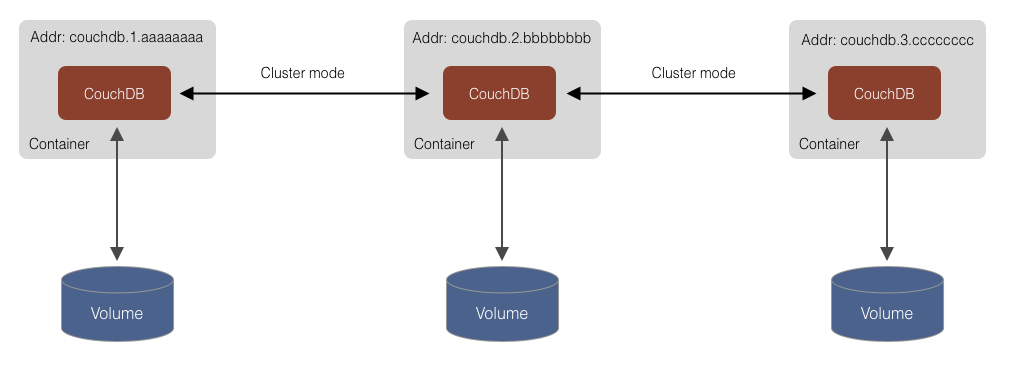 Addr: couchdb.1.aaaaaaaa
Addr: couchdb.2.bbbbbbbb
Addr: couchdb.3.cccccccc
Cluster mode
Cluster mode
CouchDB
CouchDB
CouchDB
Container
Container
Container
Volume
Volume
Volume